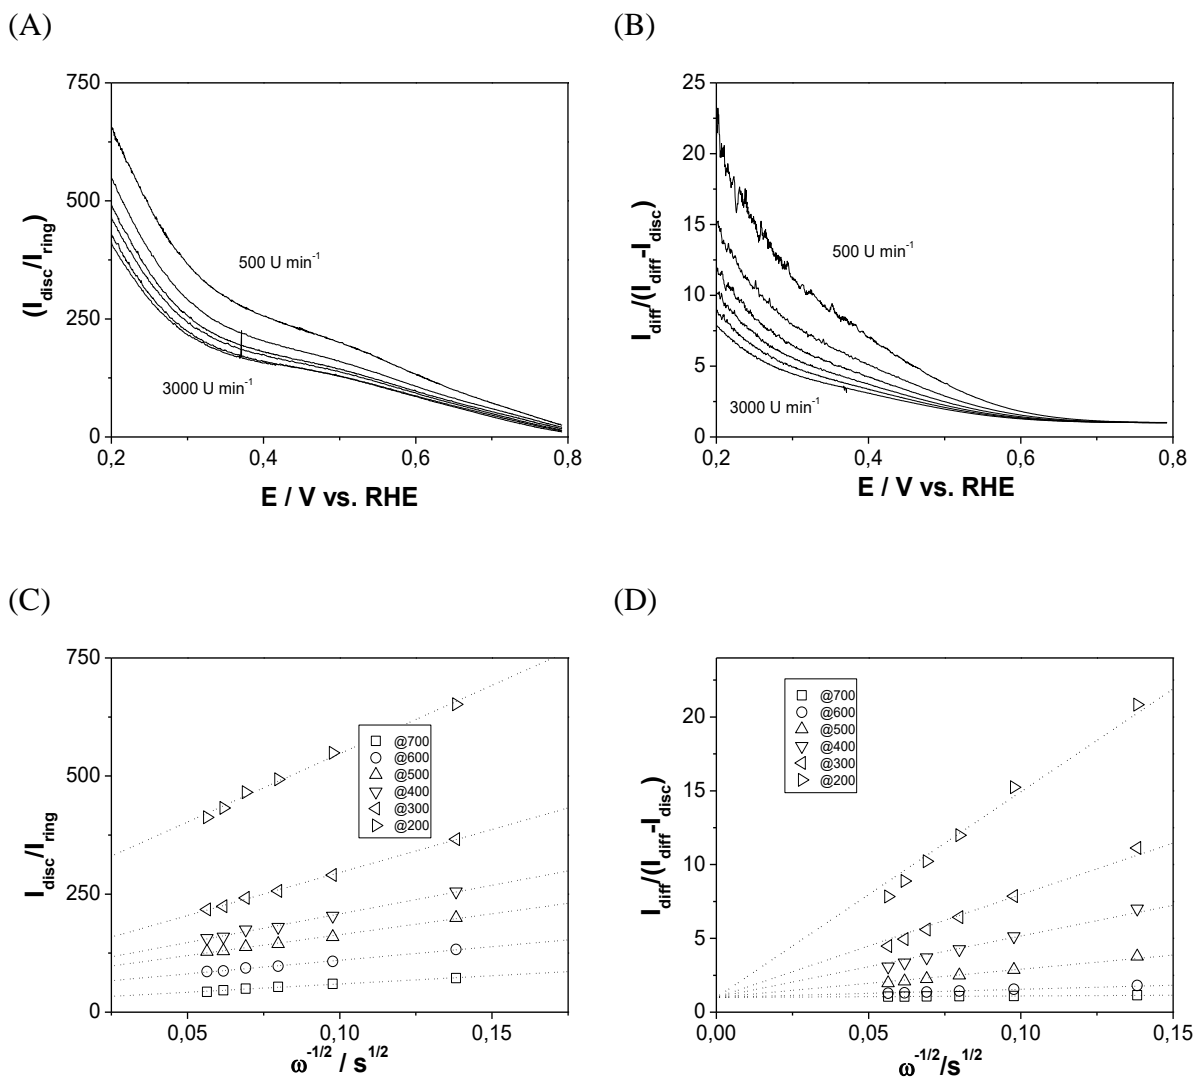 (A)
(B)
750
500
250
0
0,2
0,4
0,6
0,8
(I_disc/I_ring)
E / V vs. RHE
500 U min⁻¹
3000 U min⁻¹
25
20
15
10
5
0
0,2
0,4
0,6
0,8
I_diff/(I_diff-I_disc)
E / V vs. RHE
500 U min⁻¹
3000 U min⁻¹
(C)
(D)
750
500
250
0
0,05
0,10
0,15
I_disc/I_ring
ω^-1/2 / s^1/2
@700
@600
@500
@400
@300
@200
20
15
10
5
0
0,00
0,05
0,10
0,15
I_diff/(I_diff-I_disc)
ω^-1/2/s^1/2
@700
@600
@500
@400
@300
@200